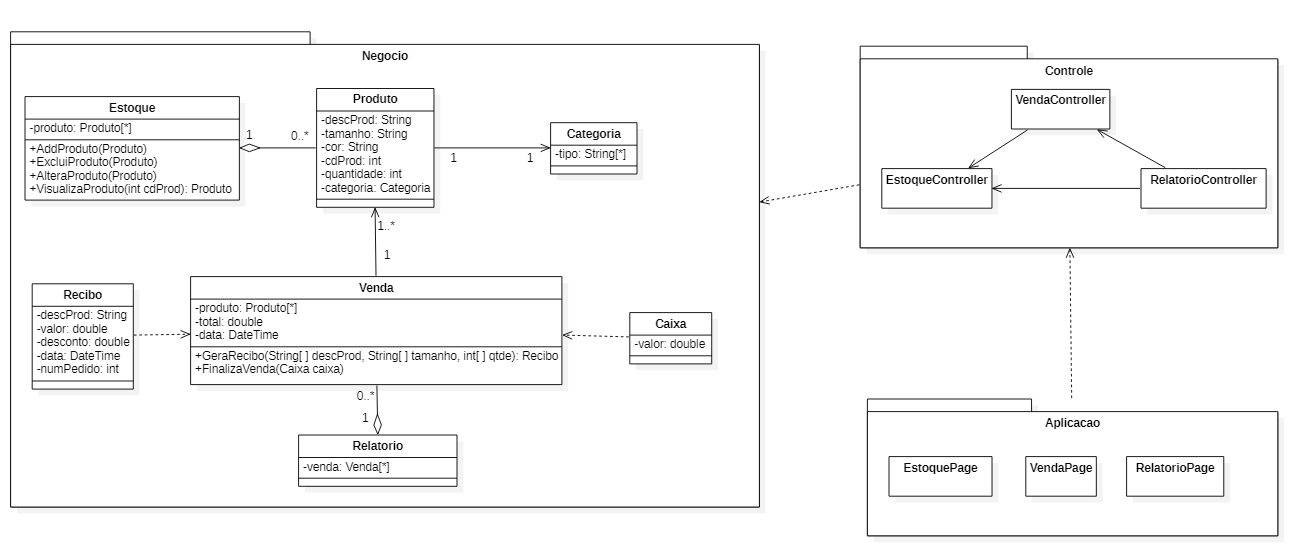 Negocio
Estoque
-produto: Produto[*]
+AddProduto(Produto)
+ExcluiProduto(Produto)
+AlteraProduto(Produto)
+VisualizaProduto(int cdProd): Produto
1
0..*
Produto
-descProd: String
-tamanho: String
-cor: String
-cdProd: int
-quantidade: int
-categoria: Categoria
1
1
Categoria
-tipo: String[*]
1..*
1
Recibo
-descProd: String
-valor: double
-desconto: double
-data: DateTime
-numPedido: int
Venda
-produto: Produto[*]
-total: double
-data: DateTime
+GeraRecibo(String[ ] descProd, String[ ] tamanho, int[ ] qtde): Recibo
+FinalizaVenda(Caixa caixa)
Caixa
-valor: double
0..*
1
Relatorio
-venda: Venda[*]
Controle
VendaController
EstoqueController
RelatorioController
Aplicacao
EstoquePage
VendaPage
RelatorioPage